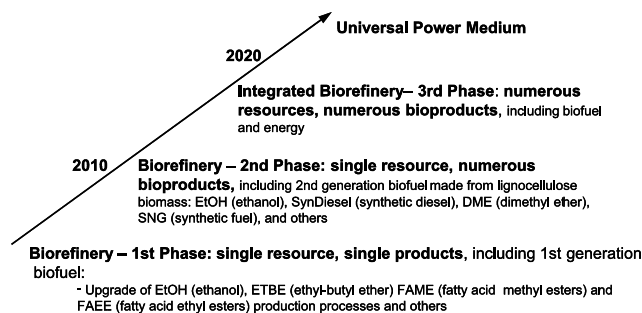 Universal Power Medium
2020
Integrated Biorefinery– 3rd Phase: numerous
resources, numerous bioproducts, including biofuel
and energy
2010
Biorefinery – 2nd Phase: single resource, numerous
bioproducts, including 2nd generation biofuel made from lignocellulose
biomass: EtOH (ethanol), SynDiesel (synthetic diesel), DME (dimethyl ether),
SNG (synthetic fuel), and others
Biorefinery – 1st Phase: single resource, single products, including 1st generation
biofuel:
- Upgrade of EtOH (ethanol), ETBE (ethyl-butyl ether) FAME (fatty acid methyl esters) and
FAEE (fatty acid ethyl esters) production processes and others